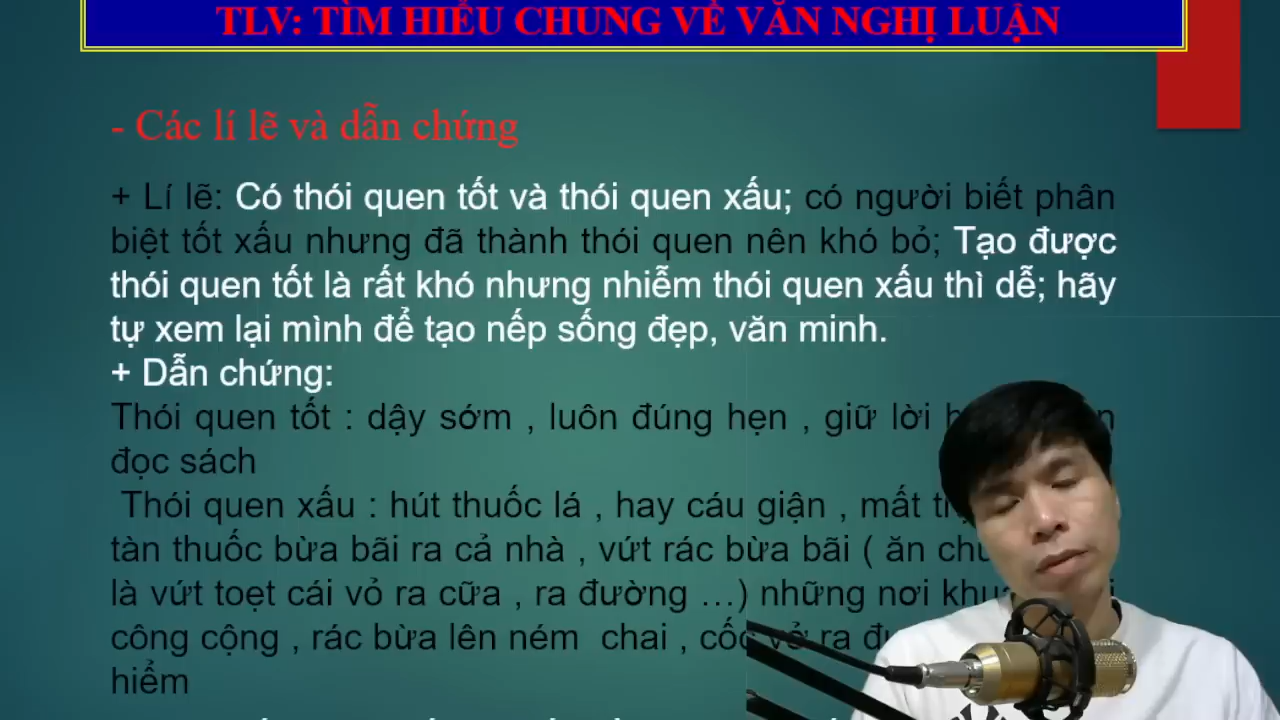 TLV: TÌM HIỂU CHUNG VỀ VĂN NGHỊ LUẬN
- Các lí lẽ và dẫn chứng
+ Lí lẽ: Có thói quen tốt và thói quen xấu; có người biết phân
biệt tốt xấu nhưng đã thành thói quen nên khó bỏ; Tạo được
thói quen tốt là rất khó nhưng nhiễm thói quen xấu thì dễ; hãy
tự xem lại mình để tạo nếp sống đẹp, văn minh.
+ Dẫn chứng:
Thói quen tốt : dậy sớm , luôn đúng hẹn , giữ lời
đọc sách
Thói quen xấu : hút thuốc lá , hay cáu giận , mất
tàn thuốc bừa bãi ra cả nhà , vứt rác bừa bãi ( ăn
là vứt toẹt cái vỏ ra cữa , ra đường …) những nơi
công cộng , rác bừa lên ném chai , cốc vở ra
hiểm